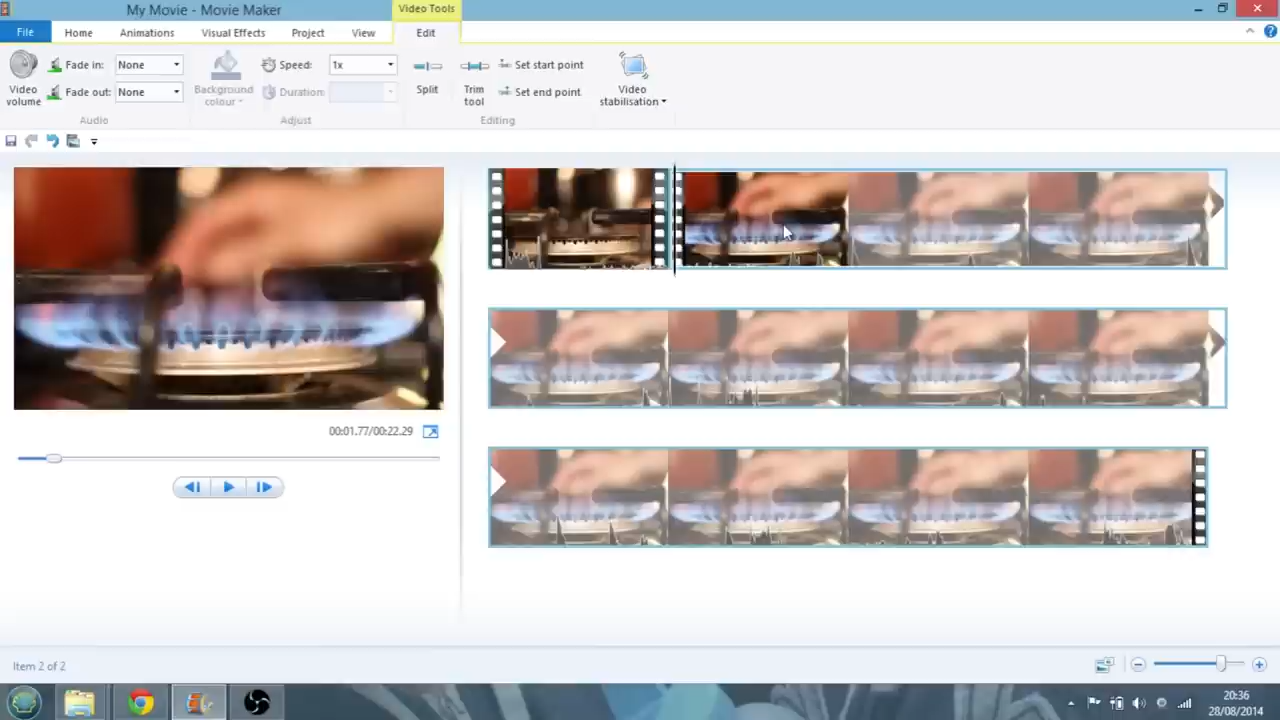 My Movie - Movie Maker
Video Tools
File
Home
Animations
Visual Effects
Project
View
Edit
Video volume
Fade in:
None
Fade out:
None
Audio
Background colour
Speed:
1x
Duration:
Adjust
Split
Trim tool
Set start point
Set end point
Editing
Video stabilisation
00:01.77/00:22.29
Item 2 of 2
20:36
28/08/2014